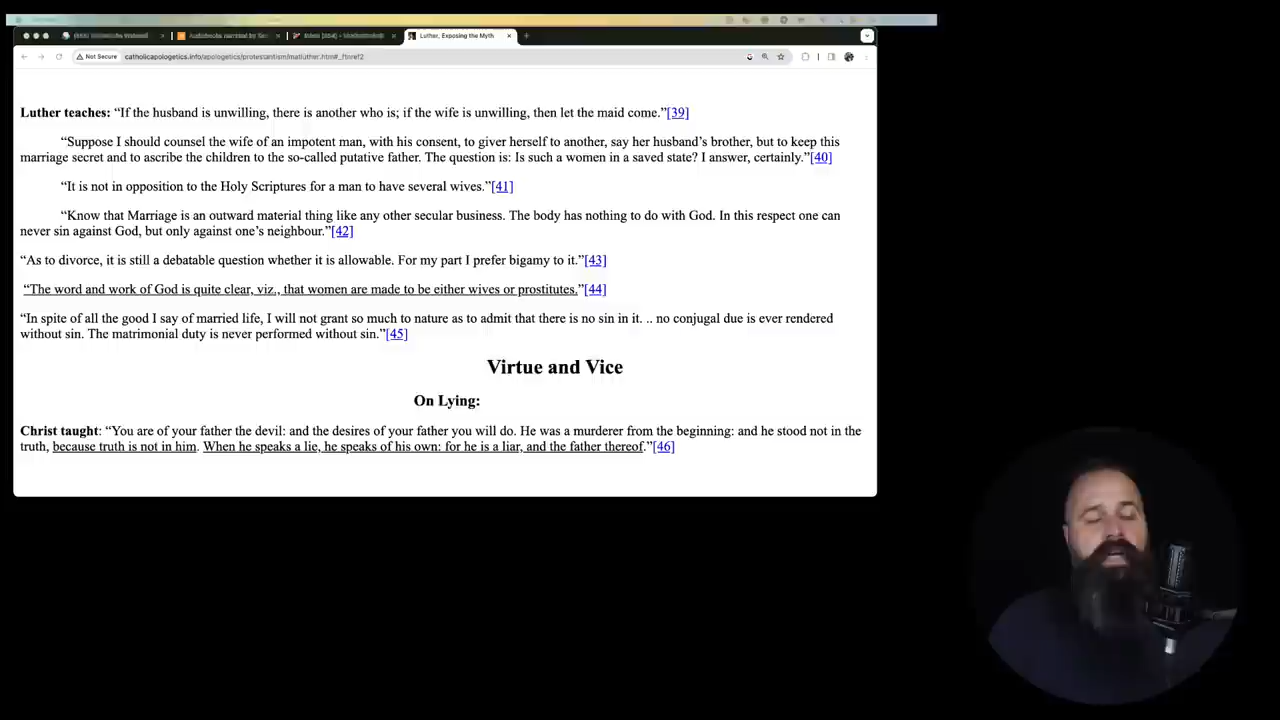 Audiobooks narrated by
Luther, Exposing the Myth
Not Secure catholicapologetics.info/apologetics/protestantism/matluther.htm#_ftnref2
Luther teaches: “If the husband is unwilling, there is another who is; if the wife is unwilling, then let the maid come.”[39]
“Suppose I should counsel the wife of an impotent man, with his consent, to giver herself to another, say her husband’s brother, but to keep this
marriage secret and to ascribe the children to the so-called putative father. The question is: Is such a women in a saved state? I answer, certainly.”[40]
“It is not in opposition to the Holy Scriptures for a man to have several wives.”[41]
“Know that Marriage is an outward material thing like any other secular business. The body has nothing to do with God. In this respect one can
never sin against God, but only against one’s neighbour.”[42]
“As to divorce, it is still a debatable question whether it is allowable. For my part I prefer bigamy to it.”[43]
“The word and work of God is quite clear, viz., that women are made to be either wives or prostitutes.”[44]
“In spite of all the good I say of married life, I will not grant so much to nature as to admit that there is no sin in it. .. no conjugal due is ever rendered
without sin. The matrimonial duty is never performed without sin.”[45]
Virtue and Vice
On Lying:
Christ taught: “You are of your father the devil: and the desires of your father you will do. He was a murderer from the beginning: and he stood not in the
truth, because truth is not in him. When he speaks a lie, he speaks of his own: for he is a liar, and the father thereof.”[46]